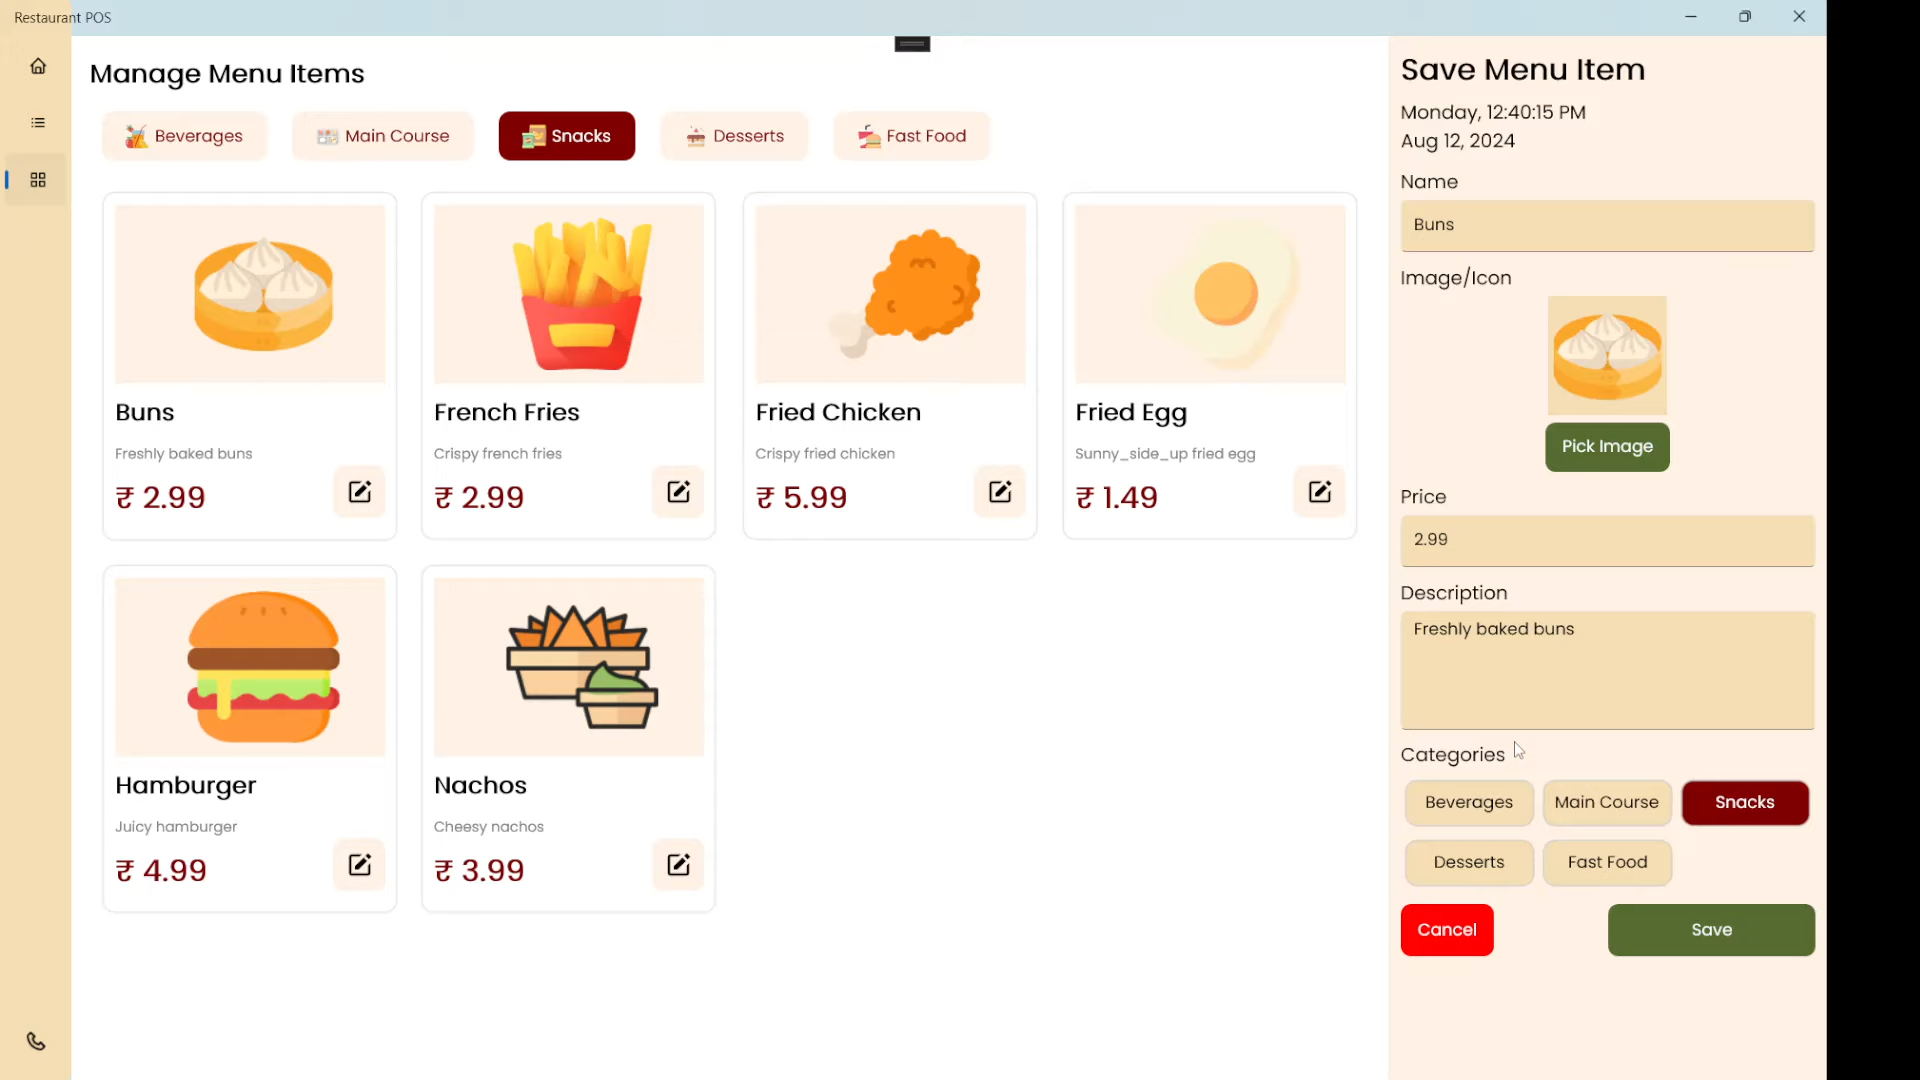 Restaurant POS
Manage Menu Items
Beverages
Main Course
Snacks
Desserts
Fast Food
Buns
Freshly baked buns
₹ 2.99
French Fries
Crispy french fries
₹ 2.99
Fried Chicken
Crispy fried chicken
₹ 5.99
Fried Egg
Sunny_side_up fried egg
₹ 1.49
Hamburger
Juicy hamburger
₹ 4.99
Nachos
Cheesy nachos
₹ 3.99
Save Menu Item
Monday, 12:40:15 PM
Aug 12, 2024
Name
Buns
Image/Icon
Pick Image
Price
2.99
Description
Freshly baked buns
Categories
Beverages
Main Course
Snacks
Desserts
Fast Food
Cancel
Save